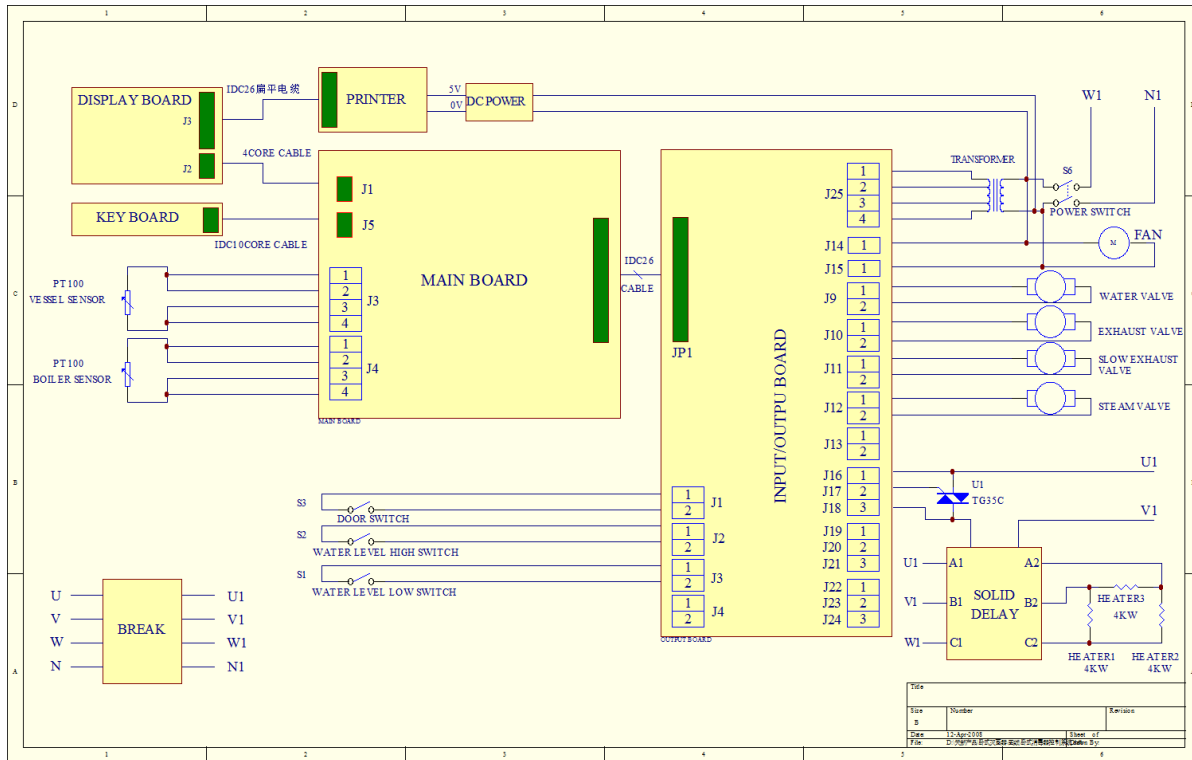 1 2 3 4 5 6
D
C
B
A
DISPLAY BOARD
J3
J2
IDC26扁平电缆
PRINTER
5V
0V
DC POWER
4CORE CABLE
KEY BOARD
IDC10CORE CABLE
J1
J5
MAIN BOARD
PT100
VESSEL SENSOR
1
2
3
4
J3
PT100
BOILER SENSOR
1
2
3
4
J4
MAIN BOARD
IDC26
CABLE
JP1
INPUT/OUTPU BOARD
J25
1
2
3
4
J14 1
J15 1
J9
1
2
J10
1
2
J11
1
2
J12
1
2
J13
1
2
J16 1
J17 2
J18 3
J19 1
J20 2
J21 3
J22 1
J23 2
J24 3
1
2
J1
1
2
J2
1
2
J3
1
2
J4
OUTPUT BOARD
S3
DOOR SWITCH
S2
WATER LEVEL HIGH SWITCH
S1
WATER LEVEL LOW SWITCH
W1
N1
TRANSFORMER
S6
POWER SWITCH
M
FAN
WATER VALVE
EXHAUST VALVE
SLOW EXHAUST
VALVE
STEAM VALVE
U1
U1
TG35C
V1
U1 A1 A2
V1 B1 B2
W1 C1 C2
SOLID
DELAY
HEATER3
4KW
HEATER1
4KW
HEATER2
4KW
U
V
W
N
BREAK
U1
V1
W1
N1
Title
Size
B
Number
Revision
Date 12-Apr-2008 Sheet of
File:
By:
1 2 3 4 5 6